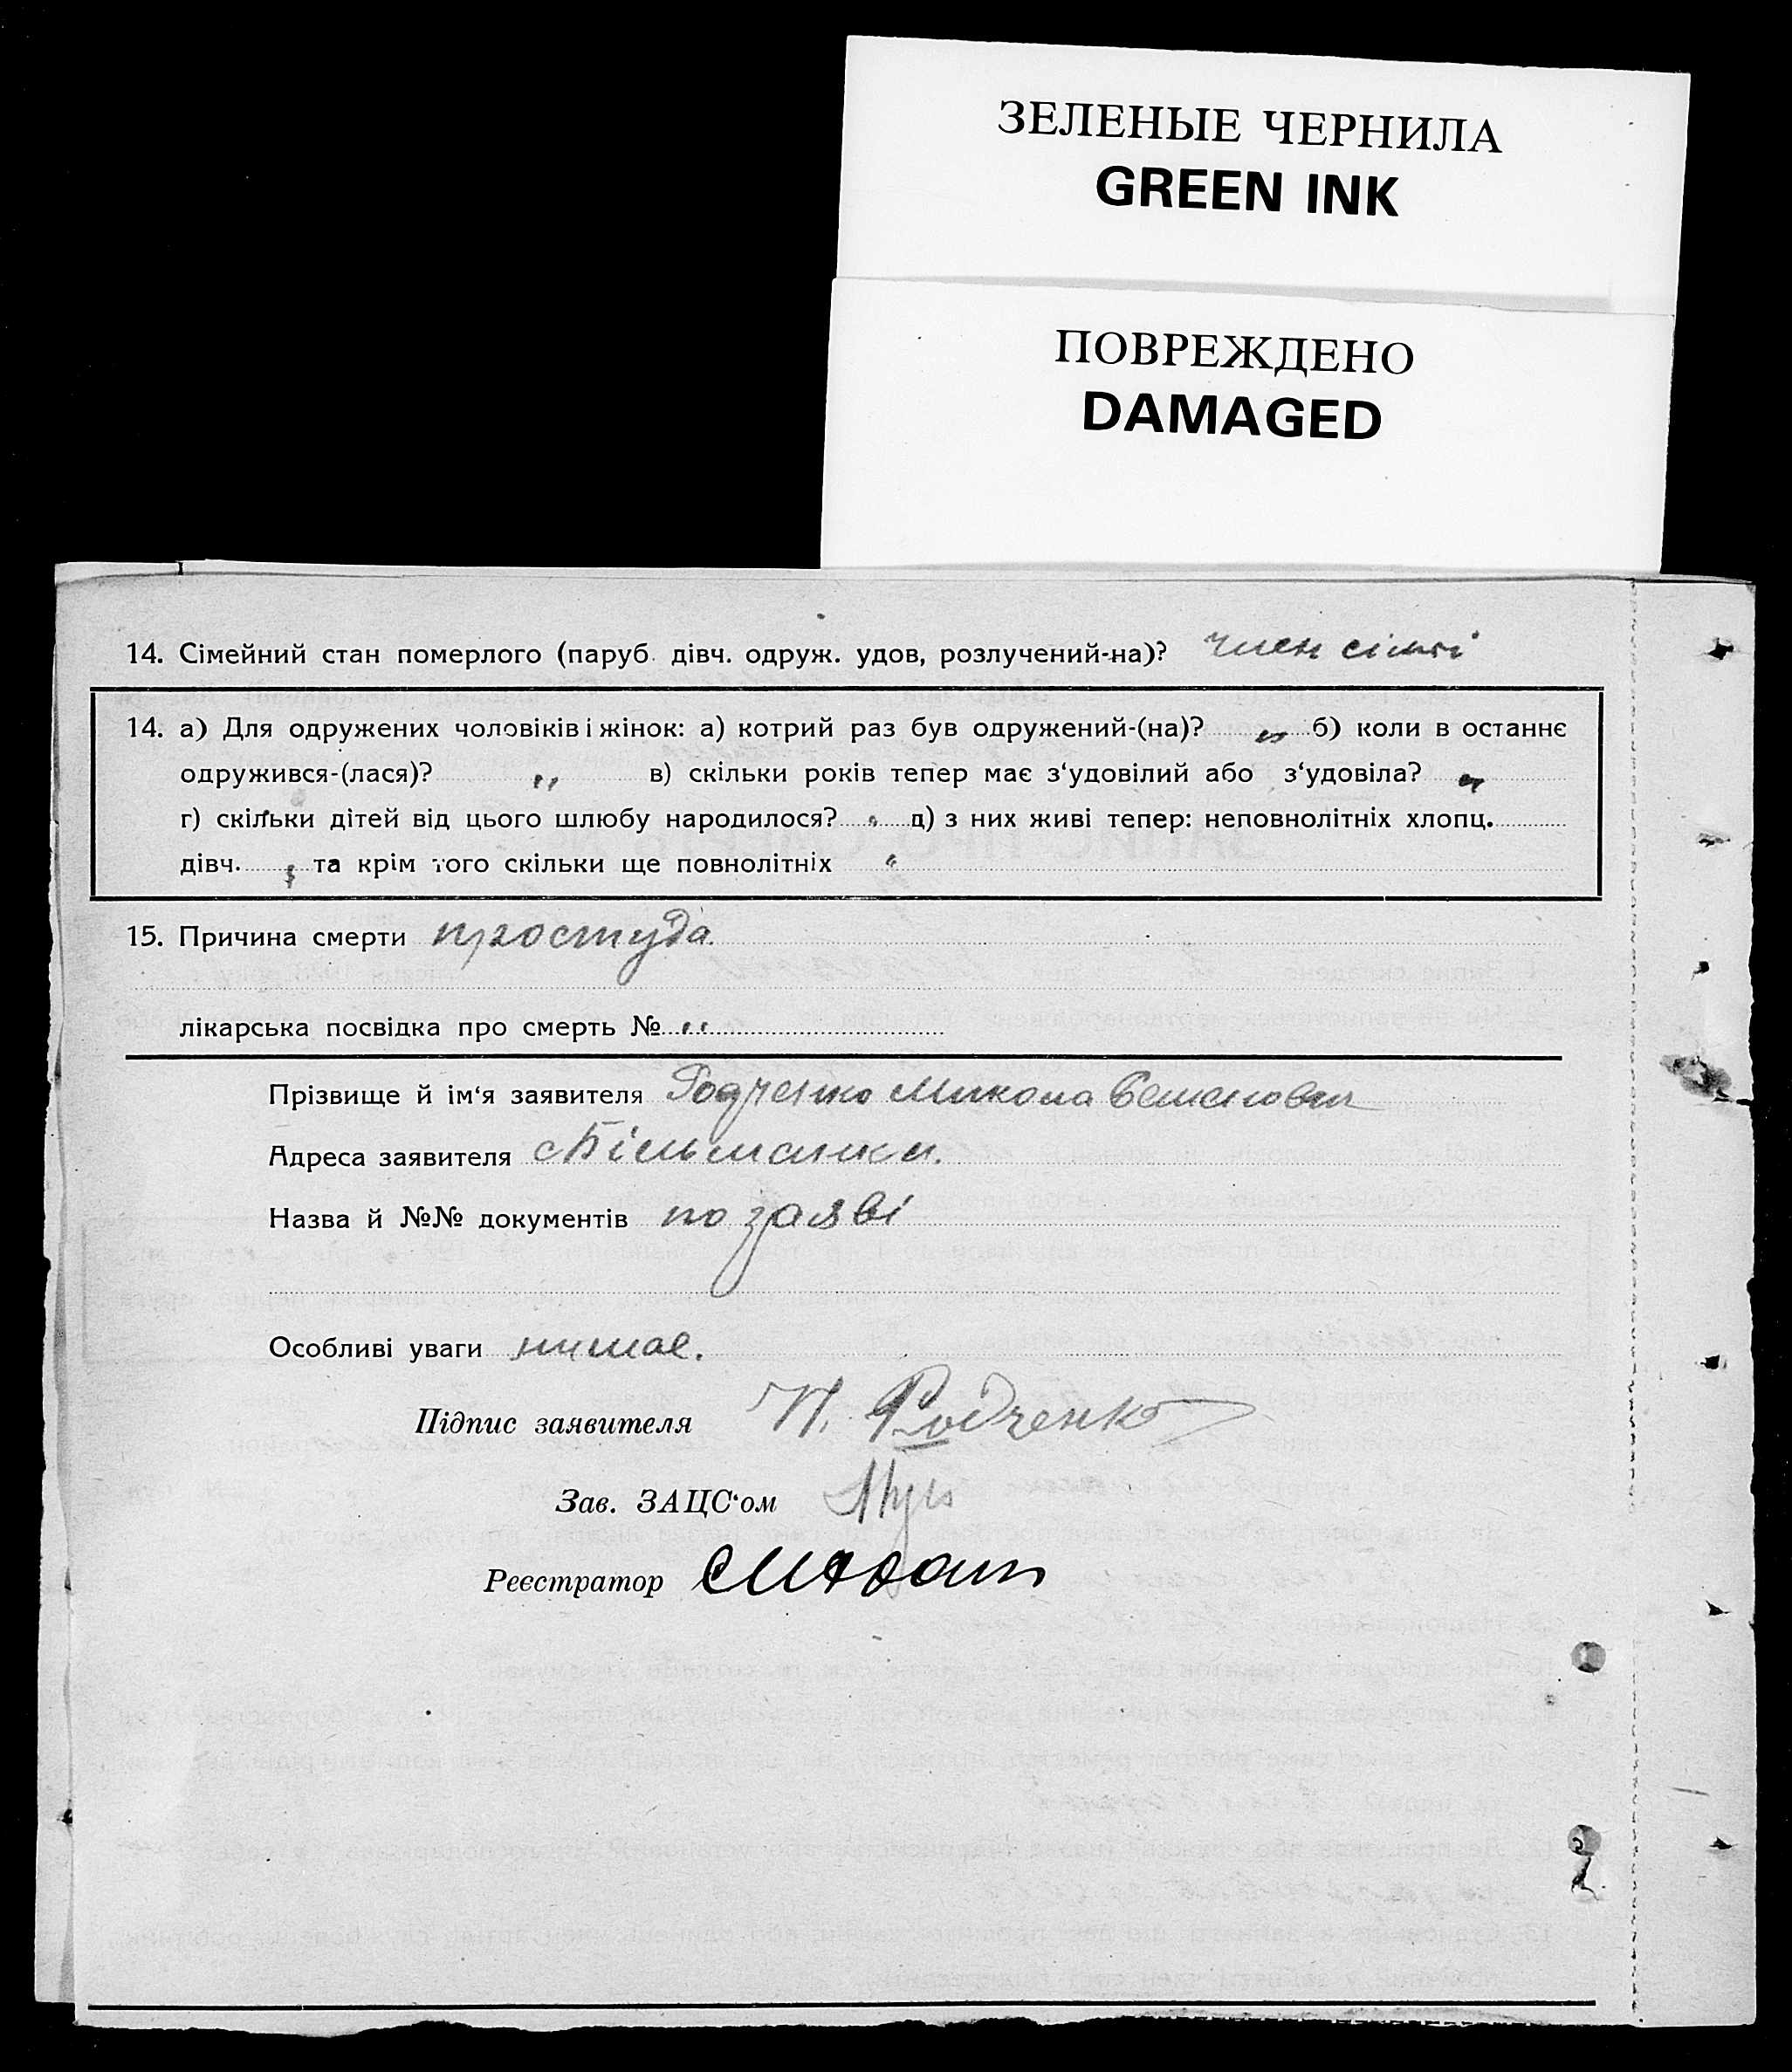 ЗЕЛЕНЫЕ ЧЕРНИЛА
GREEN INK
ПОВРЕЖДЕНО
DAMAGED
14. Сімейний стан померлого (паруб. дівч. одруж. удов, розлучений-на)? член сімї
14. а) Для одружених чоловіків і жінок: а) котрий раз був одружений-(на)? „ б) коли в останнє
одружився-(лася)? „ в) скільки років тепер має з‘удовілий або з‘удовіла? „
г) скільки дітей від цього шлюбу народилося? „ д) з них живі тепер: неповнолітніх хлопц.
дівч. „ та крім того скільки ще повнолітніх „
15. Причина смерти простуда.
лікарська посвідка про смерть № „
Прізвище й ім‘я заявителя Родченко Микола Семенович
Адреса заявителя с Більманка.
Назва й №№ документів по заяві
Особливі уваги нимае.
Підпис заявителя Н. Родченко
Зав. ЗАЦС‘ом
Реєстратор